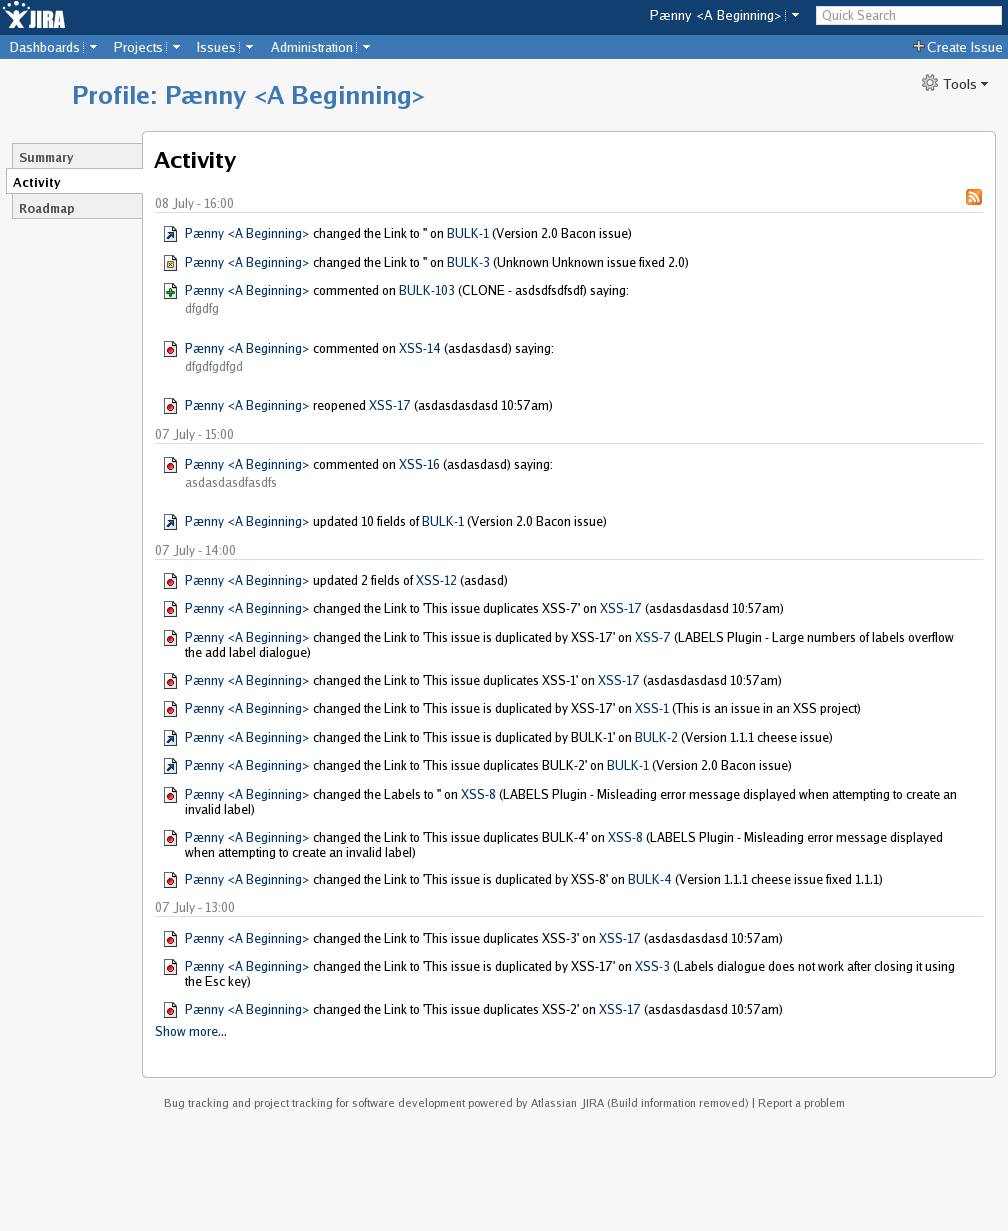 JIRA
Pænny <A Beginning>
Quick Search
Dashboards Projects Issues Administration
Create Issue
Profile: Pænny <A Beginning>
Tools
Summary
Activity
Roadmap
Activity
08 July - 16:00
Pænny <A Beginning> changed the Link to '' on BULK-1 (Version 2.0 Bacon issue)
Pænny <A Beginning> changed the Link to '' on BULK-3 (Unknown Unknown issue fixed 2.0)
Pænny <A Beginning> commented on BULK-103 (CLONE - asdsdfsdfsdf) saying:
dfgdfg
Pænny <A Beginning> commented on XSS-14 (asdasdasd) saying:
dfgdfgdfgd
Pænny <A Beginning> reopened XSS-17 (asdasdasdasd 10:57am)
07 July - 15:00
Pænny <A Beginning> commented on XSS-16 (asdasdasd) saying:
asdasdasdfasdfs
Pænny <A Beginning> updated 10 fields of BULK-1 (Version 2.0 Bacon issue)
07 July - 14:00
Pænny <A Beginning> updated 2 fields of XSS-12 (asdasd)
Pænny <A Beginning> changed the Link to 'This issue duplicates XSS-7' on XSS-17 (asdasdasdasd 10:57am)
Pænny <A Beginning> changed the Link to 'This issue is duplicated by XSS-17' on XSS-7 (LABELS Plugin - Large numbers of labels overflow
the add label dialogue)
Pænny <A Beginning> changed the Link to 'This issue duplicates XSS-1' on XSS-17 (asdasdasdasd 10:57am)
Pænny <A Beginning> changed the Link to 'This issue is duplicated by XSS-17' on XSS-1 (This is an issue in an XSS project)
Pænny <A Beginning> changed the Link to 'This issue is duplicated by BULK-1' on BULK-2 (Version 1.1.1 cheese issue)
Pænny <A Beginning> changed the Link to 'This issue duplicates BULK-2' on BULK-1 (Version 2.0 Bacon issue)
Pænny <A Beginning> changed the Labels to '' on XSS-8 (LABELS Plugin - Misleading error message displayed when attempting to create an
invalid label)
Pænny <A Beginning> changed the Link to 'This issue duplicates BULK-4' on XSS-8 (LABELS Plugin - Misleading error message displayed
when attempting to create an invalid label)
Pænny <A Beginning> changed the Link to 'This issue is duplicated by XSS-8' on BULK-4 (Version 1.1.1 cheese issue fixed 1.1.1)
07 July - 13:00
Pænny <A Beginning> changed the Link to 'This issue duplicates XSS-3' on XSS-17 (asdasdasdasd 10:57am)
Pænny <A Beginning> changed the Link to 'This issue is duplicated by XSS-17' on XSS-3 (Labels dialogue does not work after closing it using
the Esc key)
Pænny <A Beginning> changed the Link to 'This issue duplicates XSS-2' on XSS-17 (asdasdasdasd 10:57am)
Show more...
Bug tracking and project tracking for software development powered by Atlassian JIRA (Build information removed) | Report a problem